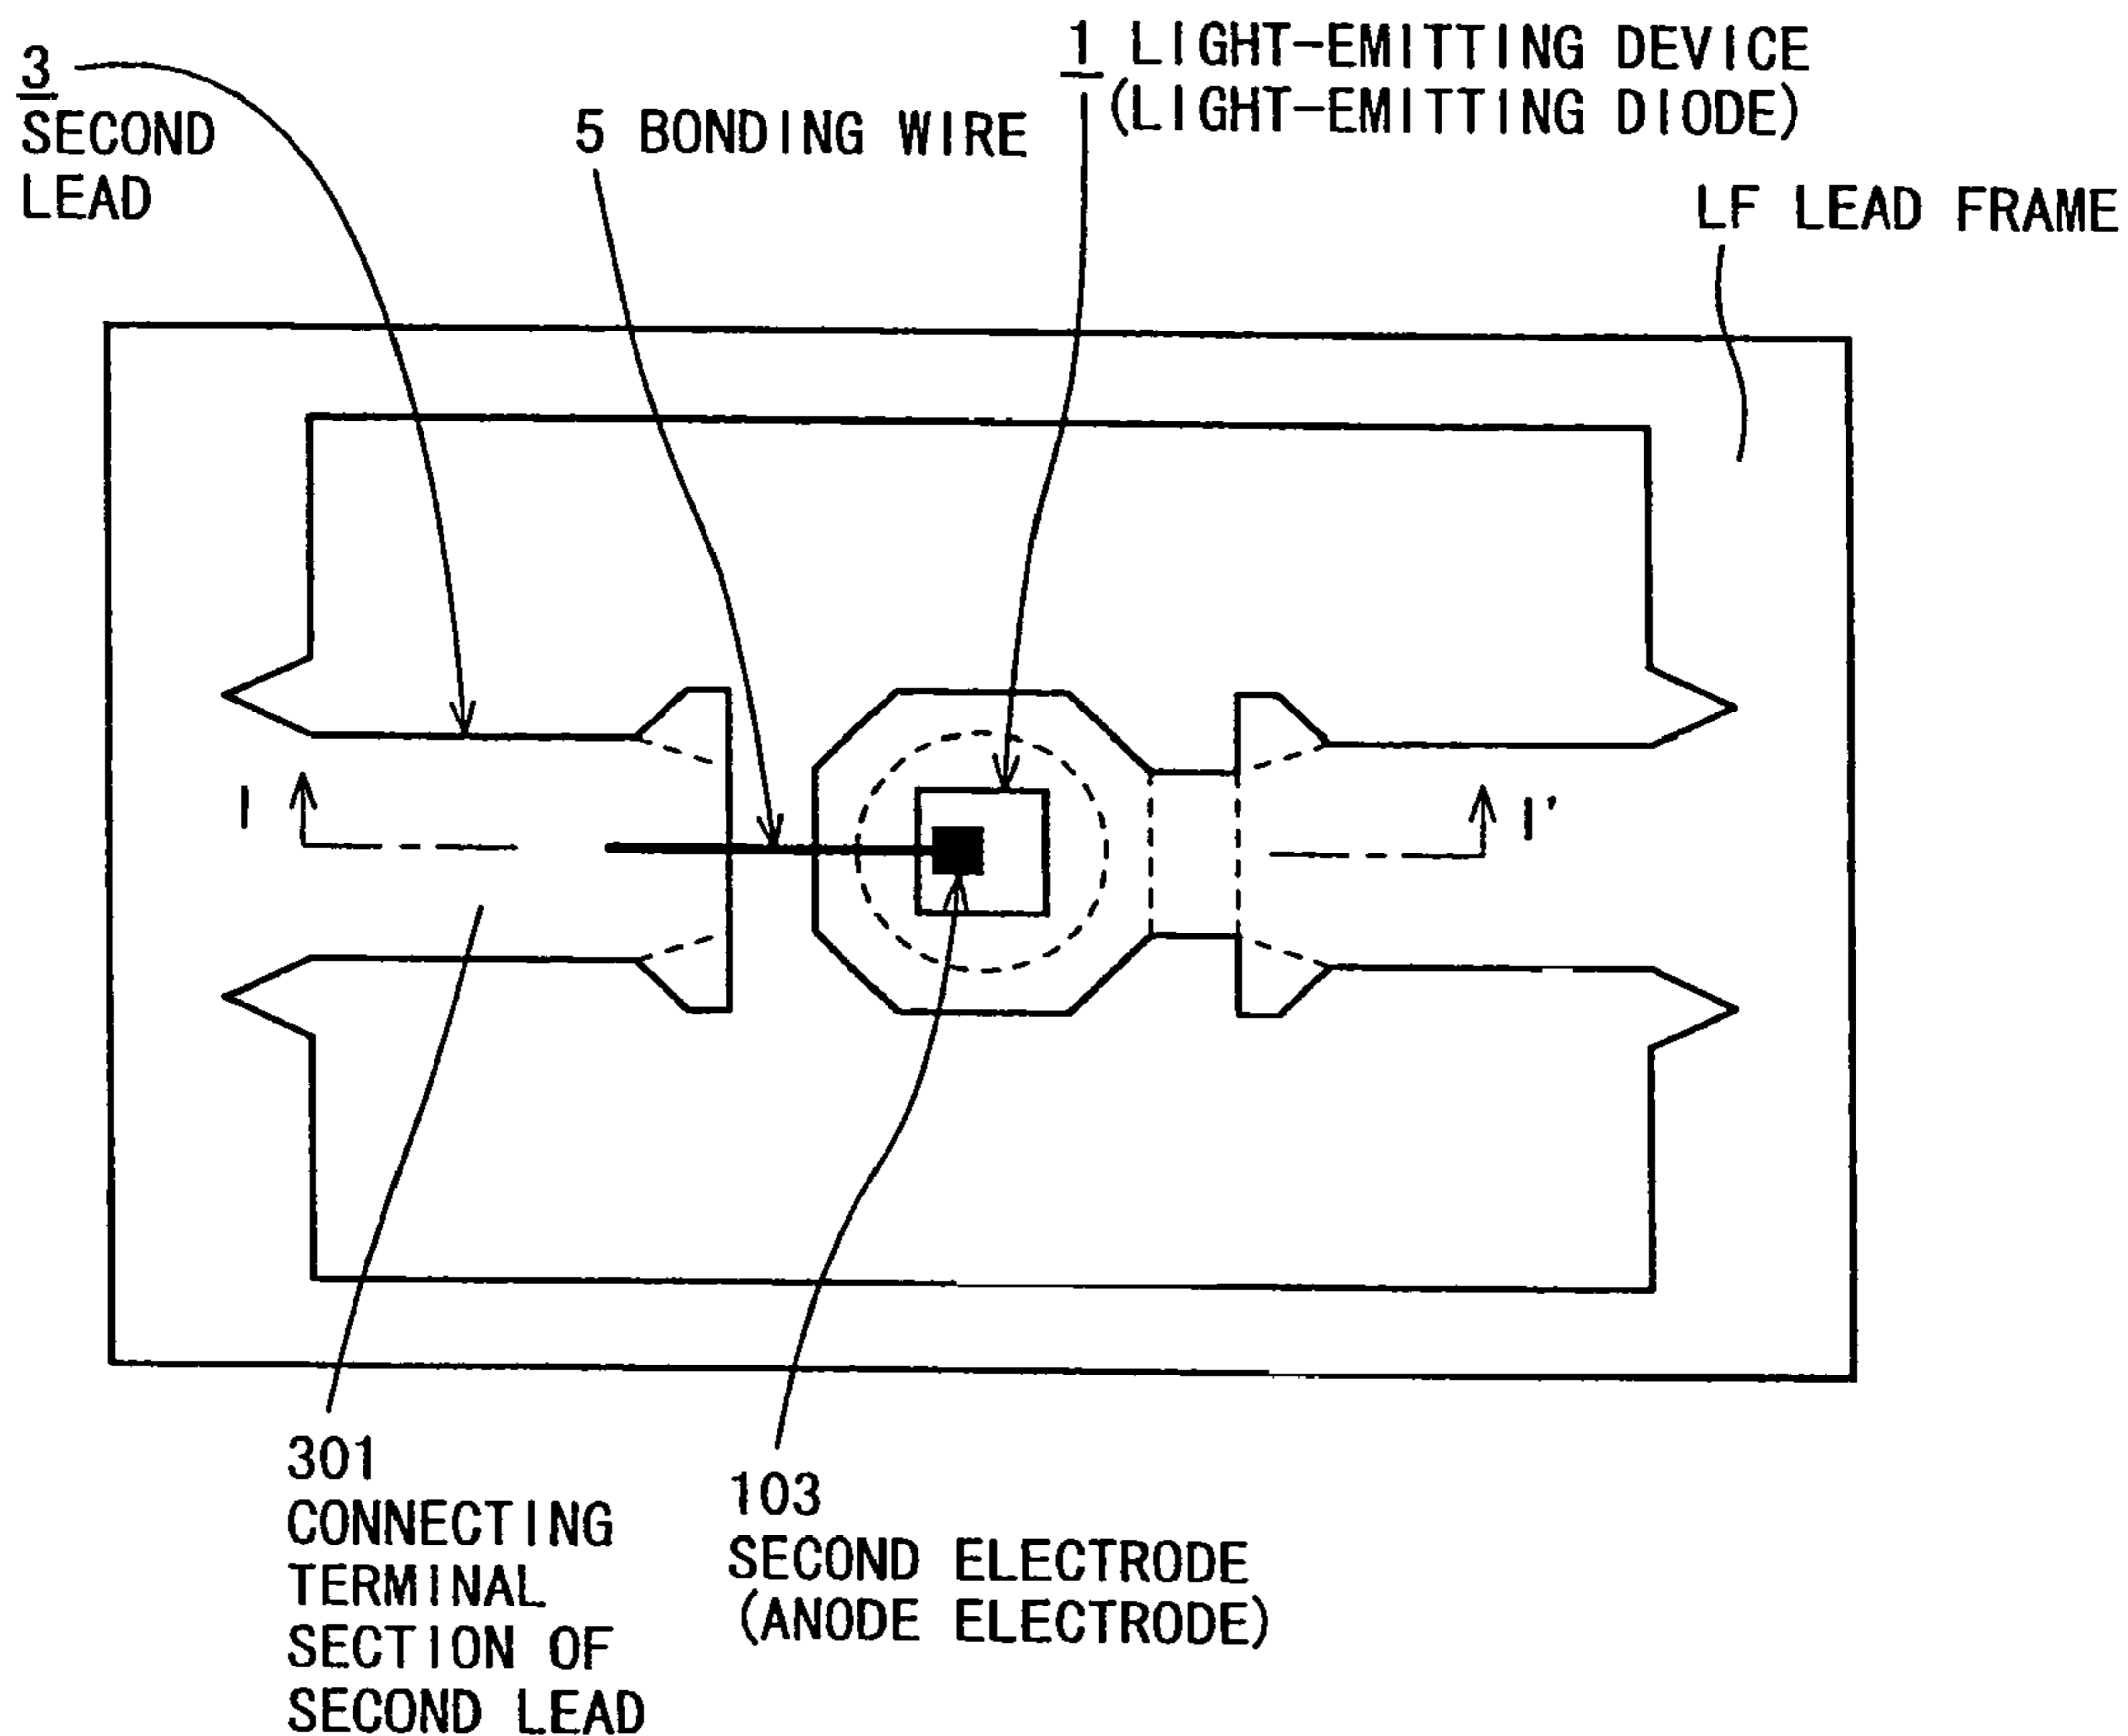 3
SECOND
LEAD
5 BONDING WIRE
1 LIGHT-EMITTING DEVICE
(LIGHT-EMITTING DIODE)
LF LEAD FRAME
I
I'
301
CONNECTING
TERMINAL
SECTION OF
SECOND LEAD
103
SECOND ELECTRODE
(ANODE ELECTRODE)